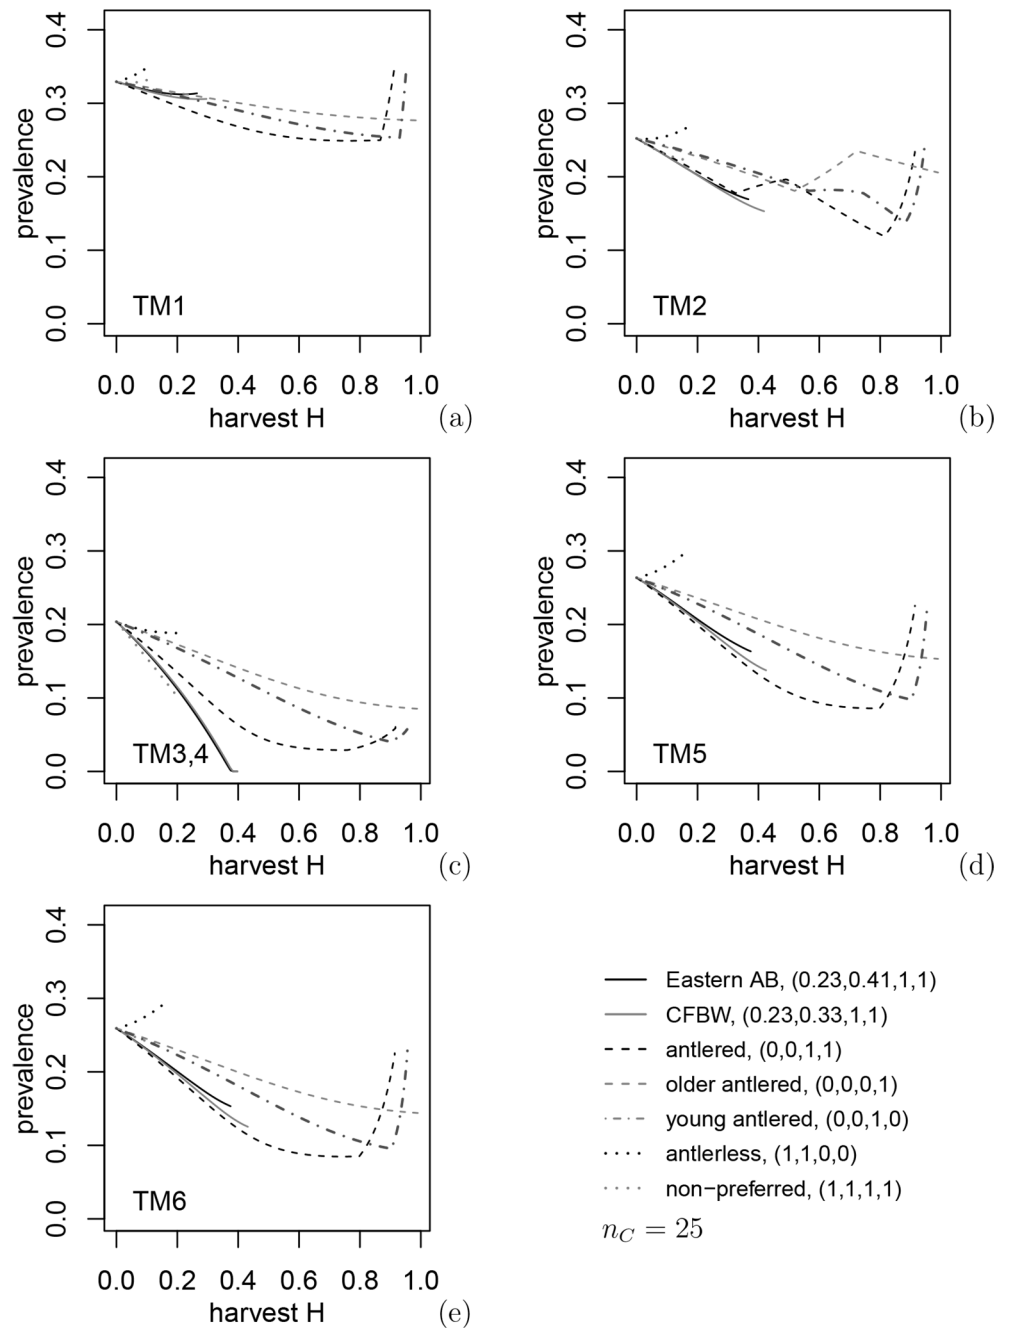 0.4
0.3
0.2
0.1
0.0
prevalence
TM1
0.0 0.2 0.4 0.6 0.8 1.0
harvest H
(a)
0.4
0.3
0.2
0.1
0.0
prevalence
TM2
0.0 0.2 0.4 0.6 0.8 1.0
harvest H
(b)
0.4
0.3
0.2
0.1
0.0
prevalence
TM3,4
0.0 0.2 0.4 0.6 0.8 1.0
harvest H
(c)
0.4
0.3
0.2
0.1
0.0
prevalence
TM5
0.0 0.2 0.4 0.6 0.8 1.0
harvest H
(d)
0.4
0.3
0.2
0.1
0.0
prevalence
TM6
0.0 0.2 0.4 0.6 0.8 1.0
harvest H
(e)
Eastern AB, (0.23,0.41,1,1)
CFBW, (0.23,0.33,1,1)
antlered, (0,0,1,1)
older antlered, (0,0,0,1)
young antlered, (0,0,1,0)
antlerless, (1,1,0,0)
non−preferred, (1,1,1,1)
n_C = 25